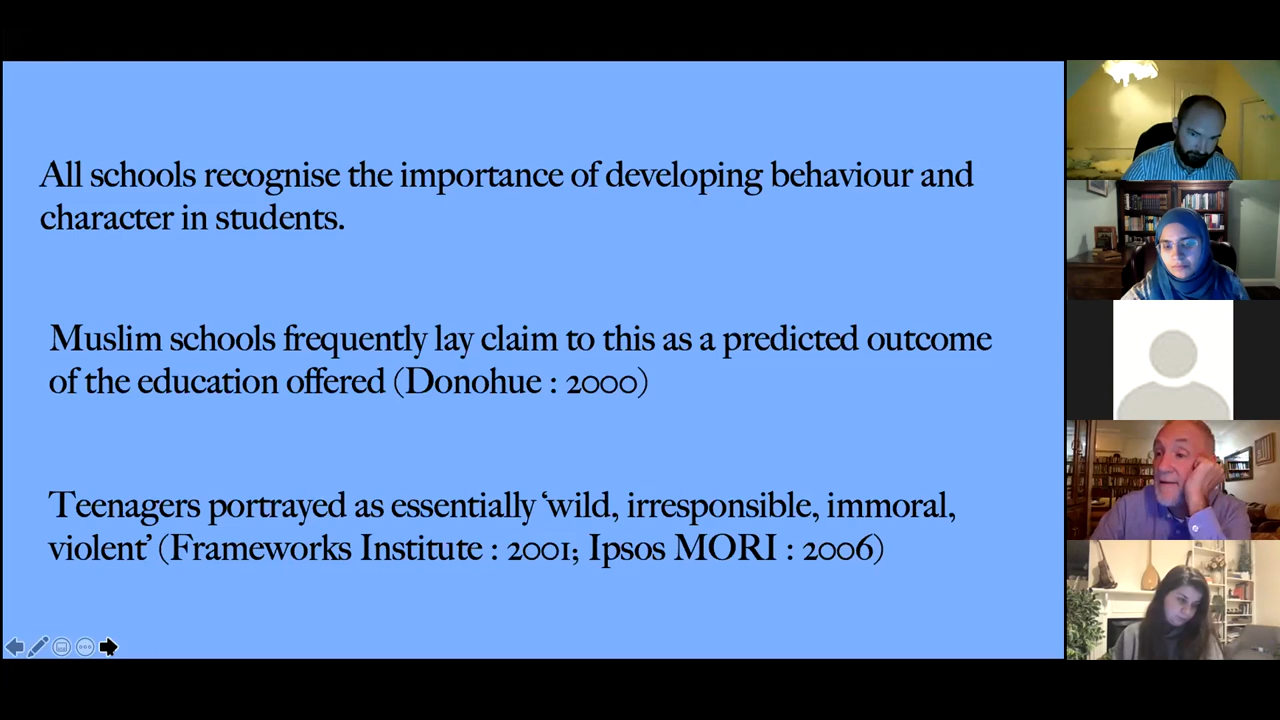 All schools recognise the importance of developing behaviour and
character in students.
Muslim schools frequently lay claim to this as a predicted outcome
of the education offered (Donohue : 2000)
Teenagers portrayed as essentially ‘wild, irresponsible, immoral,
violent’ (Frameworks Institute : 2001; Ipsos MORI : 2006)